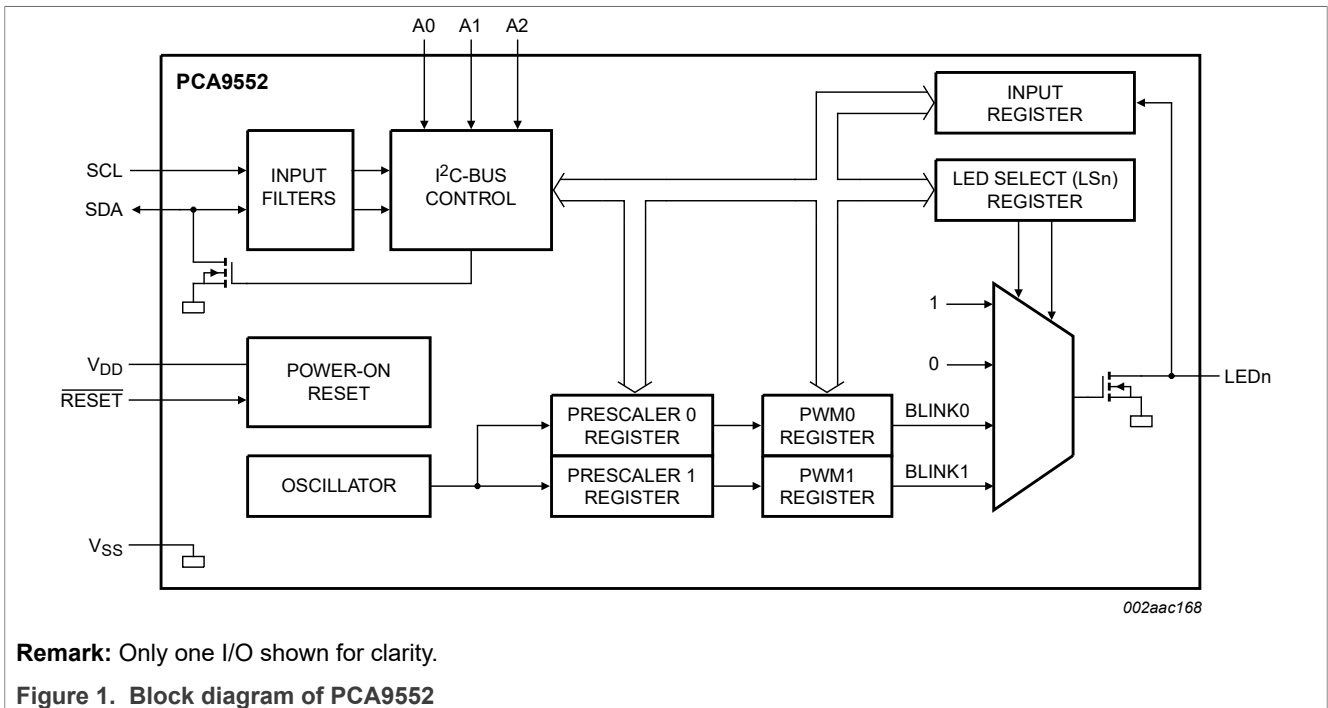 A0 A1 A2
PCA9552
INPUT
REGISTER
SCL
SDA
INPUT
FILTERS
I²C-BUS
CONTROL
LED SELECT (LSn)
REGISTER
1
0
VDD
RESET
POWER-ON
RESET
LEDn
PRESCALER 0
REGISTER
PWM0
REGISTER
BLINK0
OSCILLATOR
PRESCALER 1
REGISTER
PWM1
REGISTER
BLINK1
VSS
002aac168
Remark: Only one I/O shown for clarity.
Figure 1. Block diagram of PCA9552